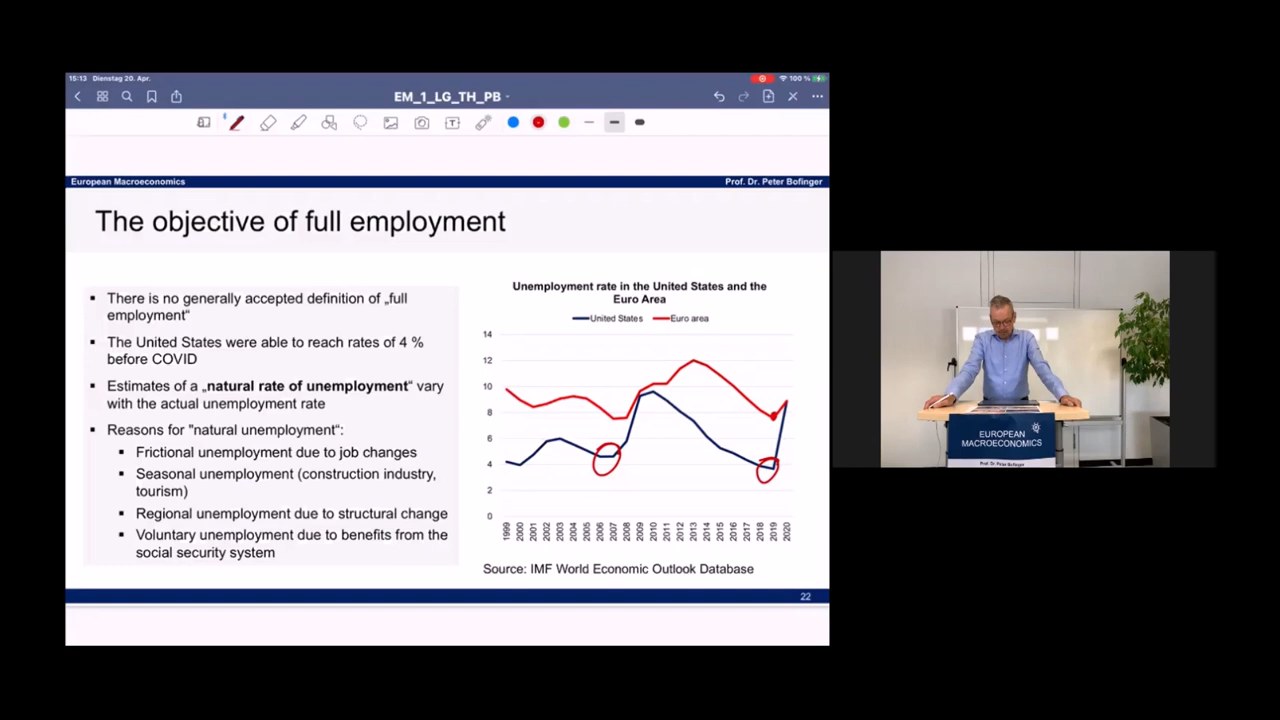 15:13 Dienstag 20. Apr.
100 %
EM_1_LG_TH_PB
T
European Macroeconomics
Prof. Dr. Peter Bofinger
The objective of full employment
▪ There is no generally accepted definition of „full
employment“
▪ The United States were able to reach rates of 4 %
before COVID
▪ Estimates of a „natural rate of unemployment“ vary
with the actual unemployment rate
▪ Reasons for "natural unemployment“:
▪ Frictional unemployment due to job changes
▪ Seasonal unemployment (construction industry,
tourism)
▪ Regional unemployment due to structural change
▪ Voluntary unemployment due to benefits from the
social security system
Unemployment rate in the United States and the
Euro Area
United States Euro area
14
12
10
8
6
4
2
0
1999 2000 2001 2002 2003 2004 2005 2006 2007 2008 2009 2010 2011 2012 2013 2014 2015 2016 2017 2018 2019 2020
Source: IMF World Economic Outlook Database
22
EUROPEAN
MACROECONOMICS
Prof. Dr. Peter Bofinger